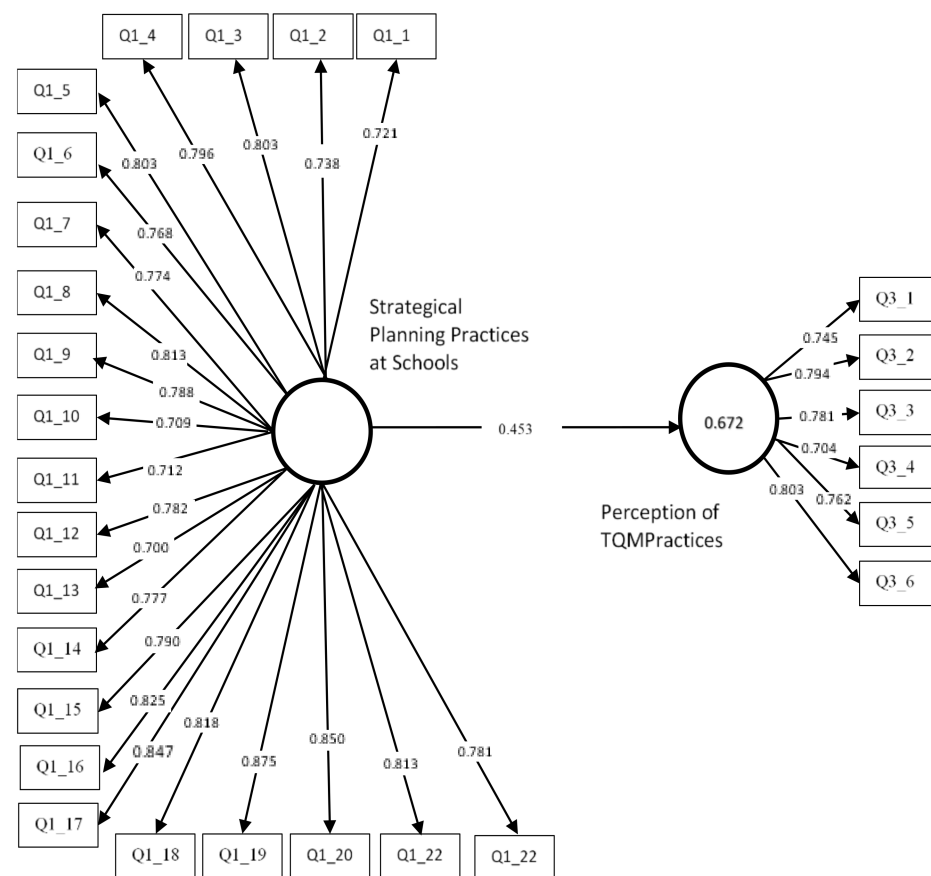 Q1_4
Q1_3
Q1_2
Q1_1
Q1_5
Q1_6
Q1_7
Q1_8
Q1_9
Q1_10
Q1_11
Q1_12
Q1_13
Q1_14
Q1_15
Q1_16
Q1_17
Q1_18
Q1_19
Q1_20
Q1_22
Q1_22
0.803
0.796
0.803
0.738
0.721
0.768
0.774
0.813
0.788
0.709
0.712
0.782
0.700
0.777
0.790
0.825
0.847
0.818
0.875
0.850
0.813
0.781
Strategical
Planning Practices
at Schools
0.453
0.672
Perception of
TQMPractices
0.745
0.794
0.781
0.704
0.762
0.803
Q3_1
Q3_2
Q3_3
Q3_4
Q3_5
Q3_6